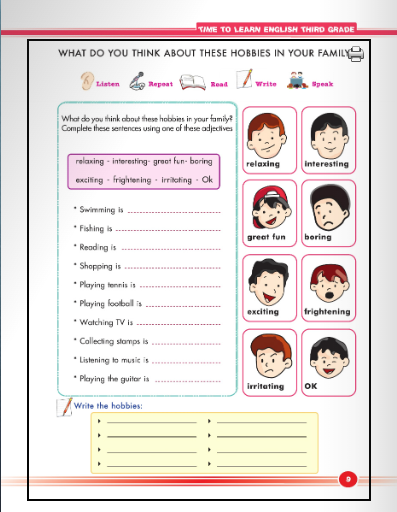 TIME TO LEARN ENGLISH THIRD GRADE
WHAT DO YOU THINK ABOUT THESE HOBBIES IN YOUR FAMILY
Listen Repeat Read Write Speak
What do you think about these hobbies in your family?
Complete these sentences using one of these adjectives
relaxing - interesting- great fun- boring
exciting - frightening - irritating - Ok
* Swimming is
* Fishing is
* Reading is
* Shopping is
* Playing tennis is
* Playing football is
* Watching TV is
* Collecting stamps is
* Listening to music is
* Playing the guitar is
relaxing interesting
great fun boring
exciting frightening
irritating OK
Write the hobbies:
9